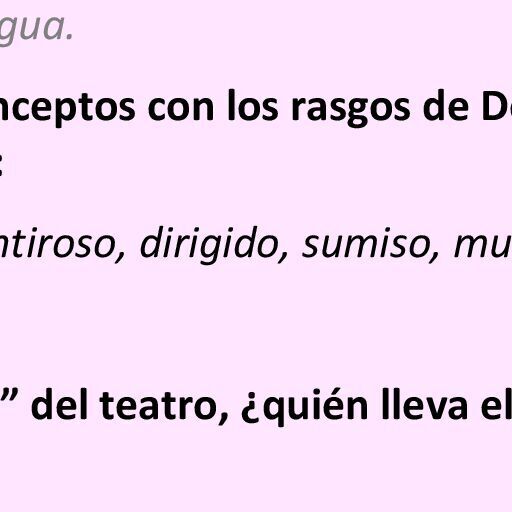 gua.
nceptos con los rasgos de D
:
ntiroso, dirigido, sumiso, mu
” del teatro, ¿quién lleva el